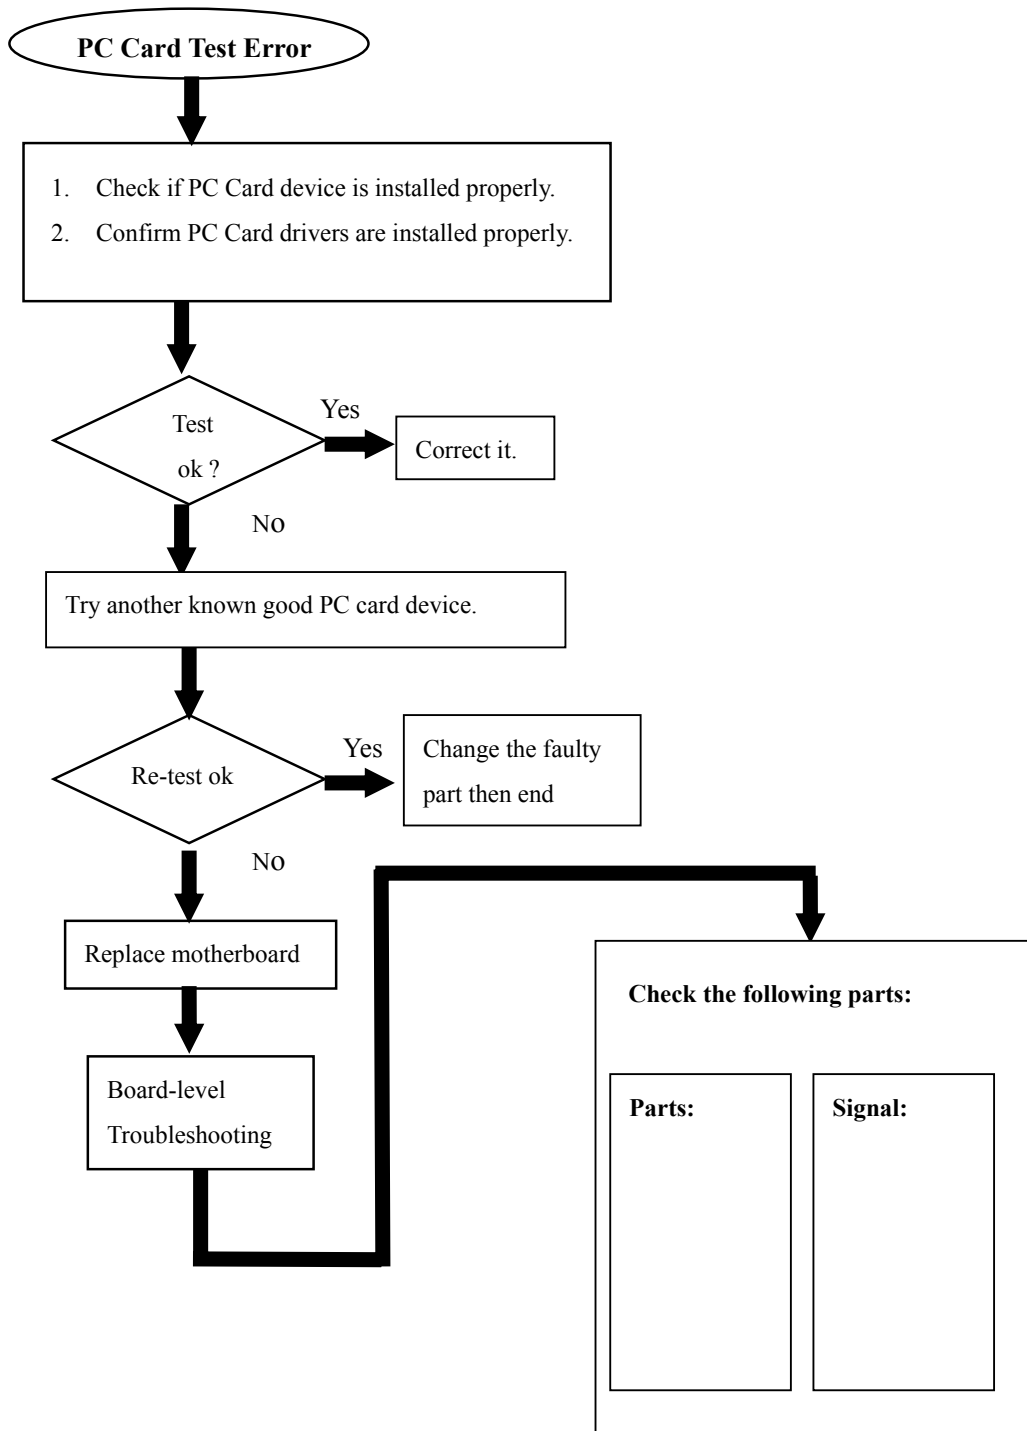 PC Card Test Error
1. Check if PC Card device is installed properly.
2. Confirm PC Card drivers are installed properly.
Test
ok ?
Yes
Correct it.
No
Try another known good PC card device.
Re-test ok
Yes
Change the faulty
part then end
No
Replace motherboard
Board-level
Troubleshooting
Check the following parts:
Parts:
Signal: